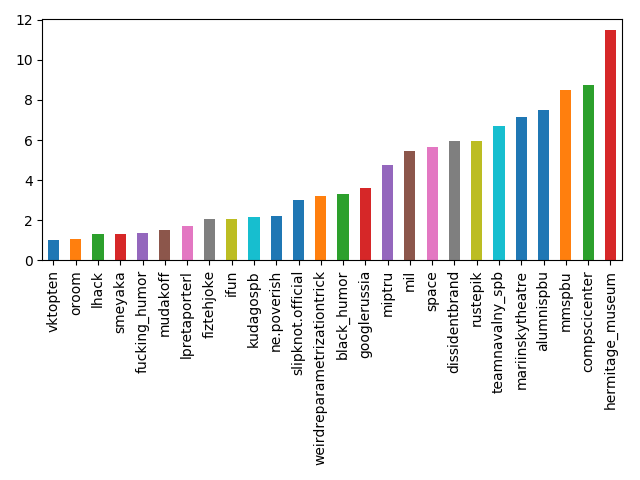 12
10
8
6
4
2
0
vktopten
oroom
lhack
smeyaka
fucking_humor
mudakoff
lpretaporterl
fiztehjoke
ifun
kudagospb
ne.poverish
slipknot.official
weirdreparametrizationtrick
black_humor
googlerussia
miptru
mil
space
dissidentbrand
rustepik
teamnavalny_spb
mariinskytheatre
alumnispbu
mmspbu
compscicenter
hermitage_museum